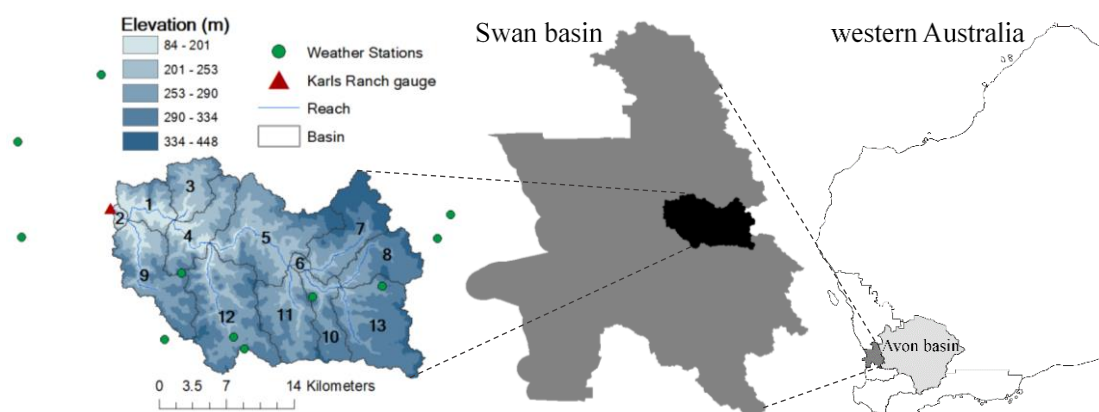 Elevation (m)
84 - 201
201 - 253
253 - 290
290 - 334
334 - 448
Weather Stations
Karls Ranch gauge
Reach
Basin
Swan basin
western Australia
3
1
2
4
5
7
6
8
9
12
11
10
13
0 3.5 7 14 Kilometers
Avon basin